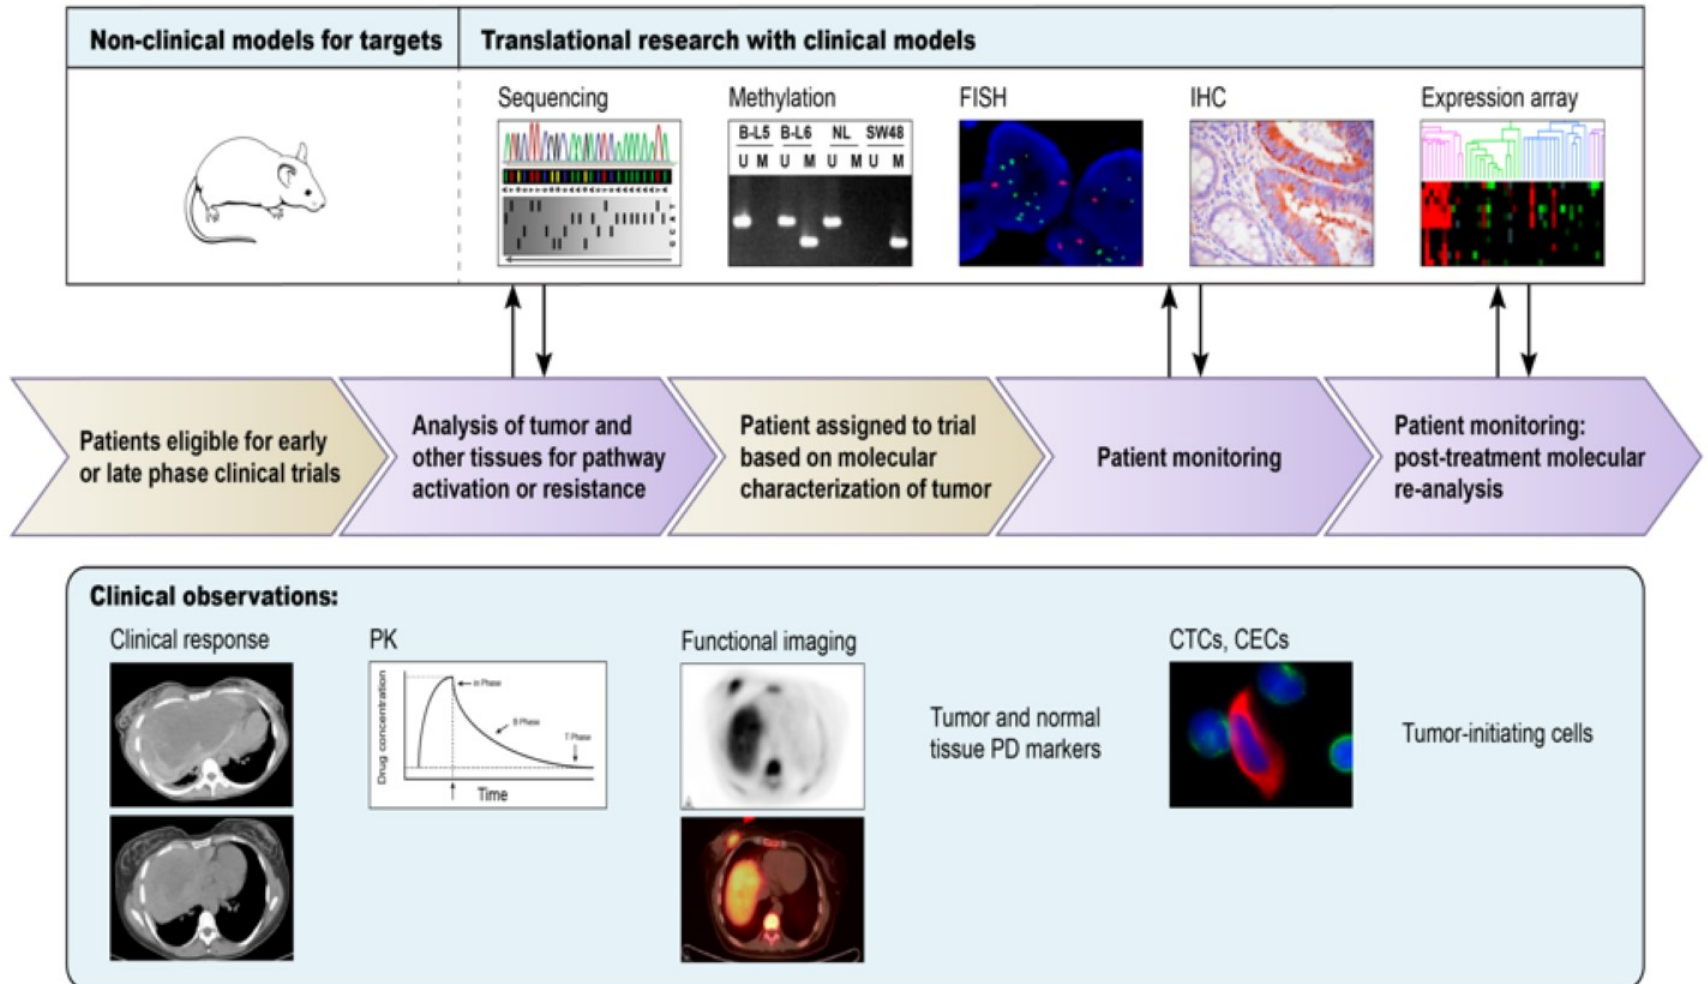 Non-clinical models for targets
Translational research with clinical models
Sequencing
Methylation
FISH
IHC
Expression array
B-L5 B-L6 NL SW48
U M U M U M U M
Patients eligible for early
or late phase clinical trials
Analysis of tumor and
other tissues for pathway
activation or resistance
Patient assigned to trial
based on molecular
characterization of tumor
Patient monitoring
Patient monitoring:
post-treatment molecular
re-analysis
Clinical observations:
Clinical response
PK
Drug concentration
B Phase
T Phase
Time
Functional imaging
Tumor and normal
tissue PD markers
CTCs, CECs
Tumor-initiating cells